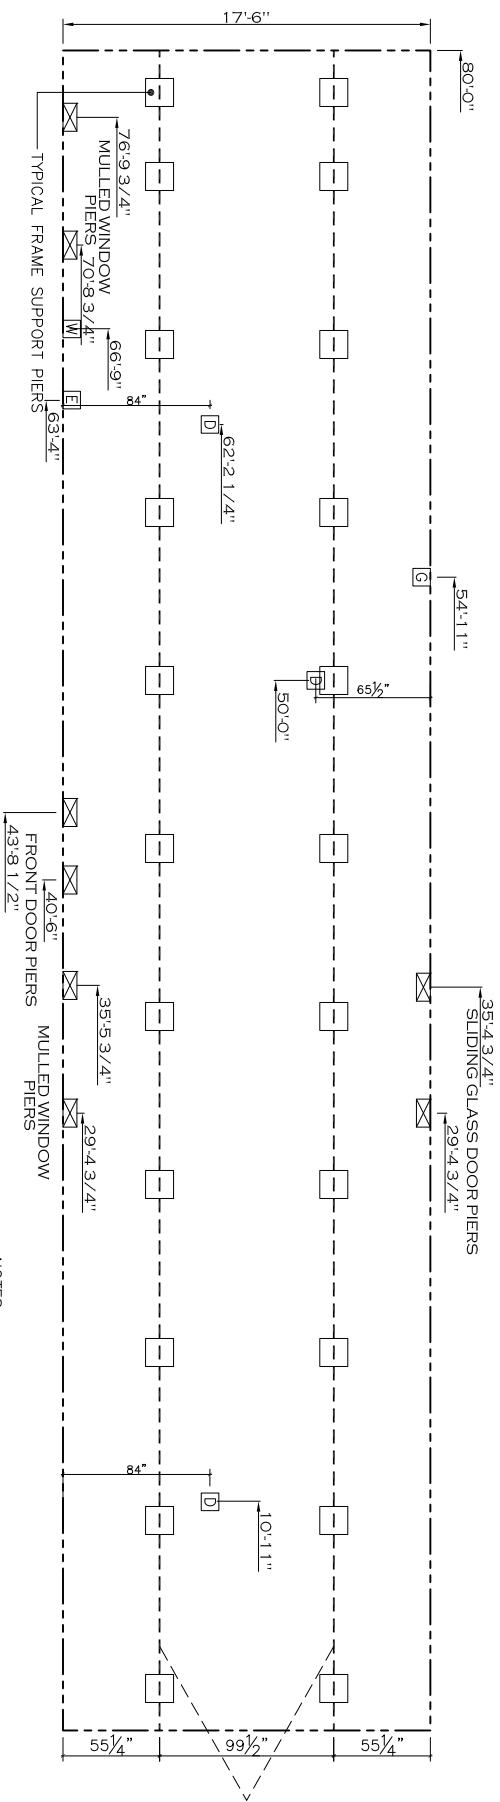 17'-6"
80'-0"
76'-9 3/4"
MULLED WINDOW
PIERS
70'-8 3/4"
TYPICAL FRAME SUPPORT PIERS
W
66'-9"
E
63'-4"
84"
D
62'-2 1/4"
G
54'-11"
D
65½"
50'-0"
43'-8 1/2"
FRONT DOOR PIERS
40'-6"
35'-5 3/4"
MULLED WINDOW
PIERS
29'-4 3/4"
35'-4 3/4"
SLIDING GLASS DOOR PIERS
29'-4 3/4"
84"
D
10'-11"
55¼"
99½"
55¼"